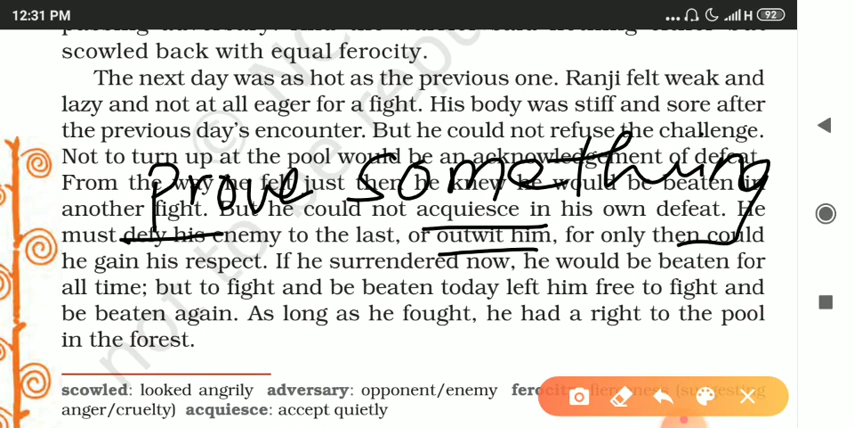 12:31 PM ... H 92
scowled back with equal ferocity.
The next day was as hot as the previous one. Ranji felt weak and
lazy and not at all eager for a fight. His body was stiff and sore after
the previous day's encounter. But he could not refuse the challenge.
Not to turn up at the pool would be an acknowledgement of defeat.
prove something
From the way he felt just then he knew he would be beaten in
another fight. But he could not acquiesce in his own defeat. He
must defy his enemy to the last, or outwit him, for only then could
he gain his respect. If he surrendered now, he would be beaten for
all time; but to fight and be beaten today left him free to fight and
be beaten again. As long as he fought, he had a right to the pool
in the forest.
scowled: looked angrily adversary: opponent/enemy
anger/cruelty) acquiesce: accept quietly